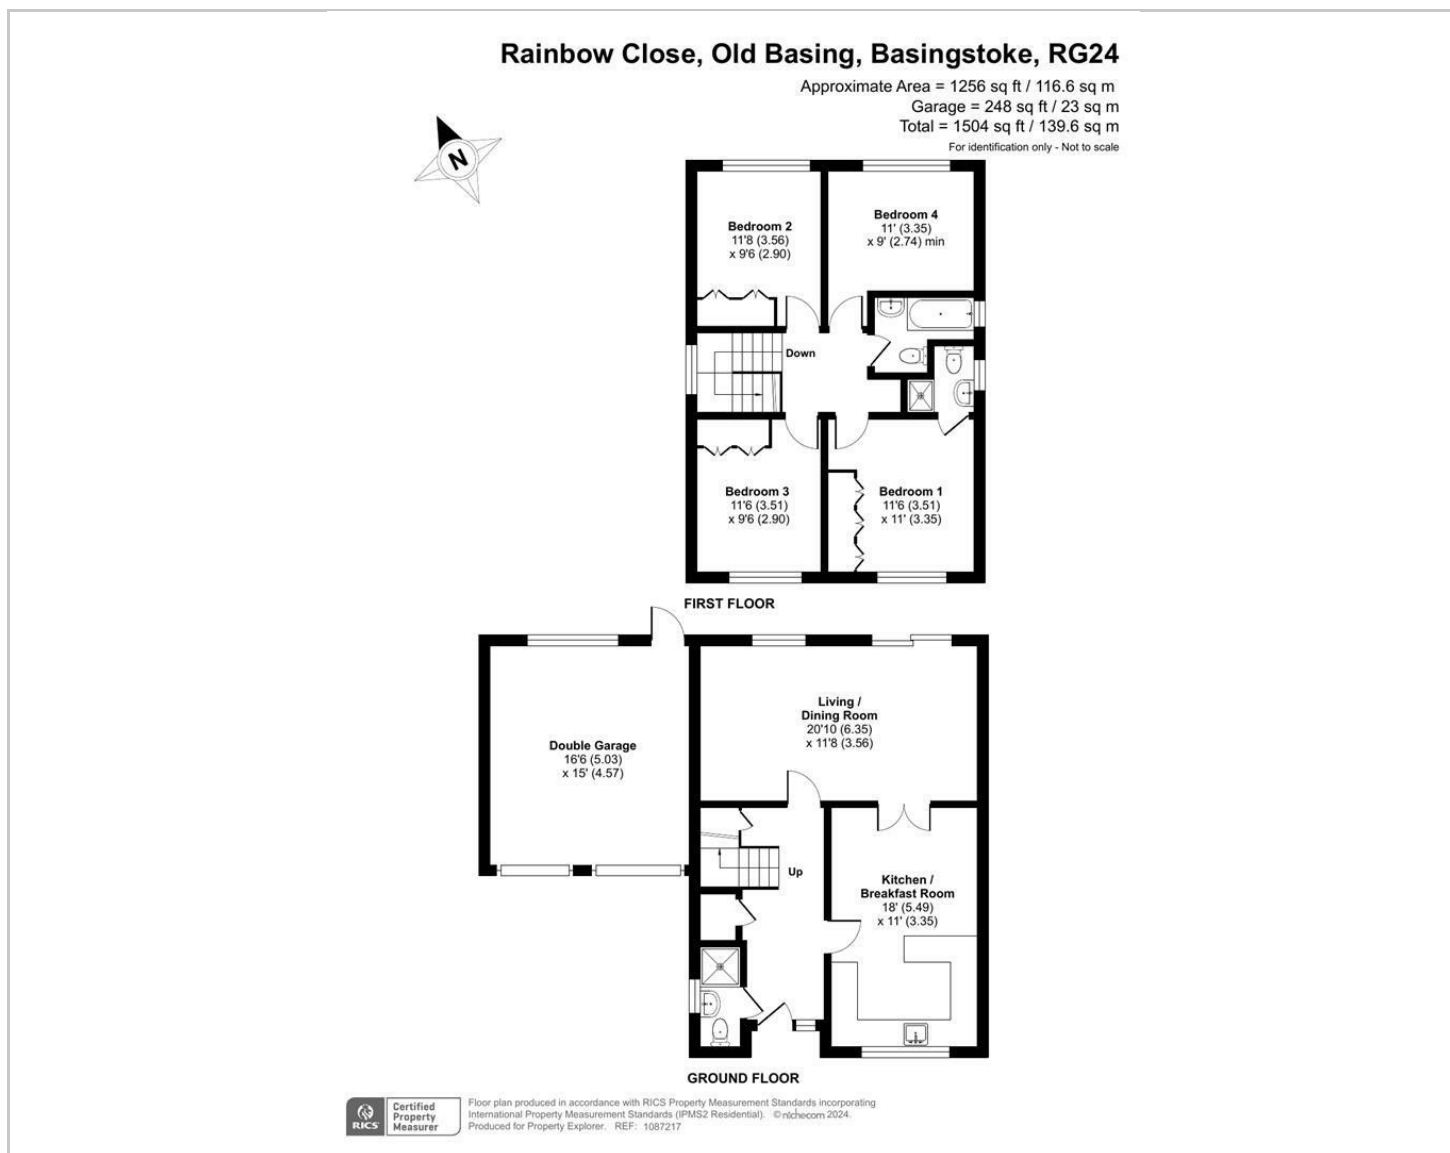 Rainbow Close, Old Basing, Basingstoke, RG24
Approximate Area = 1256 sq ft / 116.6 sq m
Garage = 248 sq ft / 23 sq m
Total = 1504 sq ft / 139.6 sq m
For identification only - Not to scale
N
Bedroom 2
11'8 (3.56)
x 9'6 (2.90)
Bedroom 4
11' (3.35)
x 9' (2.74) min
Down
Bedroom 3
11'6 (3.51)
x 9'6 (2.90)
Bedroom 1
11'6 (3.51)
x 11' (3.35)
FIRST FLOOR
Living /
Dining Room
20'10 (6.35)
x 11'8 (3.56)
Double Garage
16'6 (5.03)
x 15' (4.57)
Up
Kitchen /
Breakfast Room
18' (5.49)
x 11' (3.35)
GROUND FLOOR
RICS
Certified
Property
Measurer
Floor plan produced in accordance with RICS Property Measurement Standards incorporating
International Property Measurement Standards (IPMS2 Residential). ©nichecom 2024.
Produced for Property Explorer. REF: 1087217